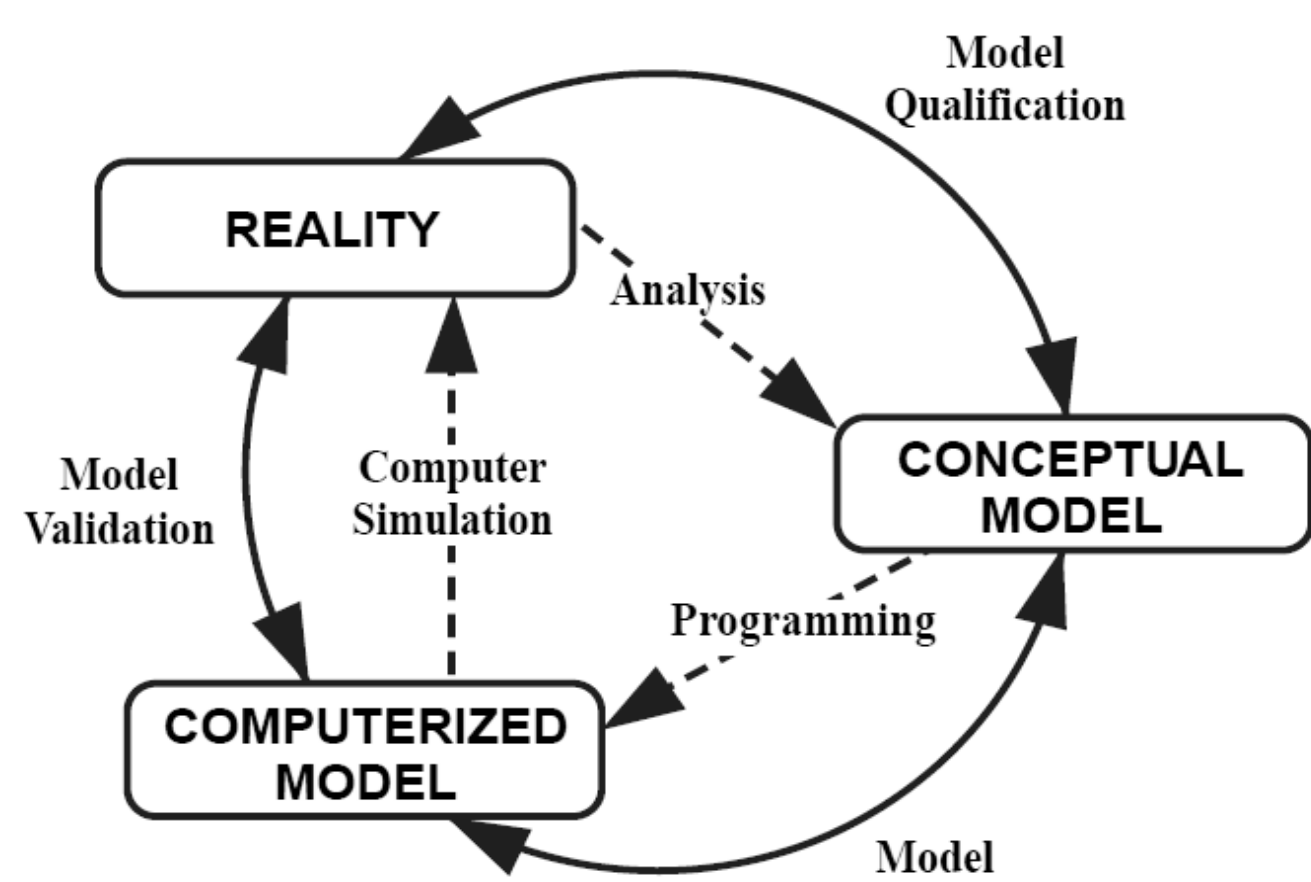 Model
Qualification
REALITY
Analysis
CONCEPTUAL
MODEL
Model
Validation
Computer
Simulation
Programming
COMPUTERIZED
MODEL
Model